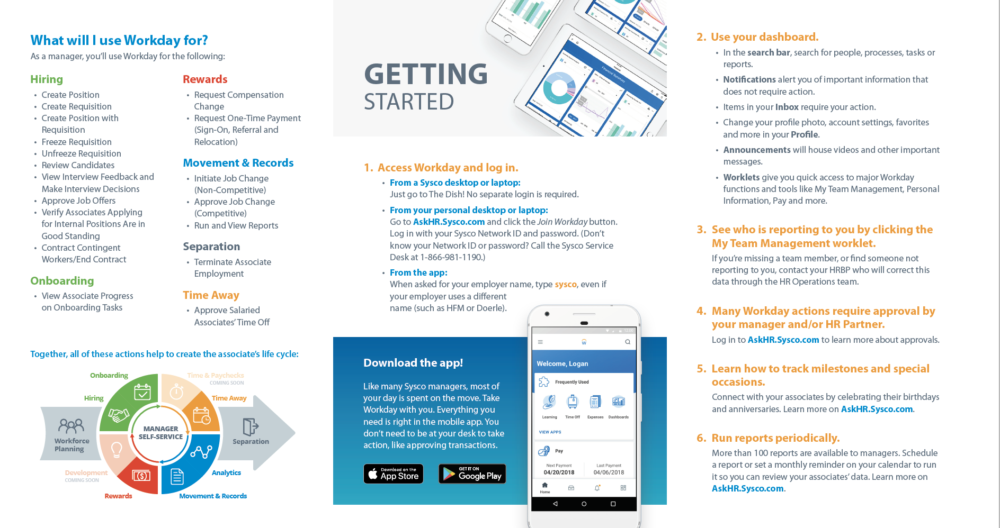 What will I use Workday for?
As a manager, you'll use Workday for the following:
Hiring
• Create Position
• Create Requisition
• Create Position with
Requisition
• Freeze Requisition
• Unfreeze Requisition
• Review Candidates
• View Interview Feedback and
Make Interview Decisions
• Approve Job Offers
• Verify Associates Applying
for Internal Positions Are in
Good Standing
• Contract Contingent
Workers/End Contract
Onboarding
• View Associate Progress
on Onboarding Tasks
Rewards
• Request Compensation
Change
• Request One-Time Payment
(Sign-On, Referral and
Relocation)
Movement & Records
• Initiate Job Change
(Non-Competitive)
• Approve Job Change
(Competitive)
• Run and View Reports
Separation
• Terminate Associate
Employment
Time Away
• Approve Salaried
Associates' Time Off
Together, all of these actions help to create the associate's life cycle:
Onboarding
Time & Paychecks
COMING SOON
Hiring
Time Away
MANAGER
SELF-SERVICE
Workforce
Planning
Separation
Development
COMING SOON
Analytics
Rewards
Movement & Records
GETTING
STARTED
Financial Summary
1. Access Workday and log in.
• From a Sysco desktop or laptop:
Just go to The Dish! No separate login is required.
• From your personal desktop or laptop:
Go to AskHR.Sysco.com and click the Join Workday button.
Log in with your Sysco Network ID and password. (Don't
know your Network ID or password? Call the Sysco Service
Desk at 1-866-981-1190.)
• From the app:
When asked for your employer name, type sysco, even if
your employer uses a different
name (such as HFM or Doerle).
Download the app!
Like many Sysco managers, most of
your day is spent on the move. Take
Workday with you. Everything you
need is right in the mobile app. You
don't need to be at your desk to take
action, like approving transactions.
Download on the
App Store
GET IT ON
Google Play
12:00
W
Welcome, Logan
Frequently Used
Learning Time Off Expenses Dashboards
VIEW APPS
Pay
Next Payment Last Payment
04/20/2018 04/06/2018
Home
2. Use your dashboard.
• In the search bar, search for people, processes, tasks or
reports.
• Notifications alert you of important information that
does not require action.
• Items in your Inbox require your action.
• Change your profile photo, account settings, favorites
and more in your Profile.
• Announcements will house videos and other important
messages.
• Worklets give you quick access to major Workday
functions and tools like My Team Management, Personal
Information, Pay and more.
3. See who is reporting to you by clicking the
My Team Management worklet.
If you're missing a team member, or find someone not
reporting to you, contact your HRBP who will correct this
data through the HR Operations team.
4. Many Workday actions require approval by
your manager and/or HR Partner.
Log in to AskHR.Sysco.com to learn more about approvals.
5. Learn how to track milestones and special
occasions.
Connect with your associates by celebrating their birthdays
and anniversaries. Learn more on AskHR.Sysco.com.
6. Run reports periodically.
More than 100 reports are available to managers. Schedule
a report or set a monthly reminder on your calendar to run
it so you can review your associates' data. Learn more on
AskHR.Sysco.com.